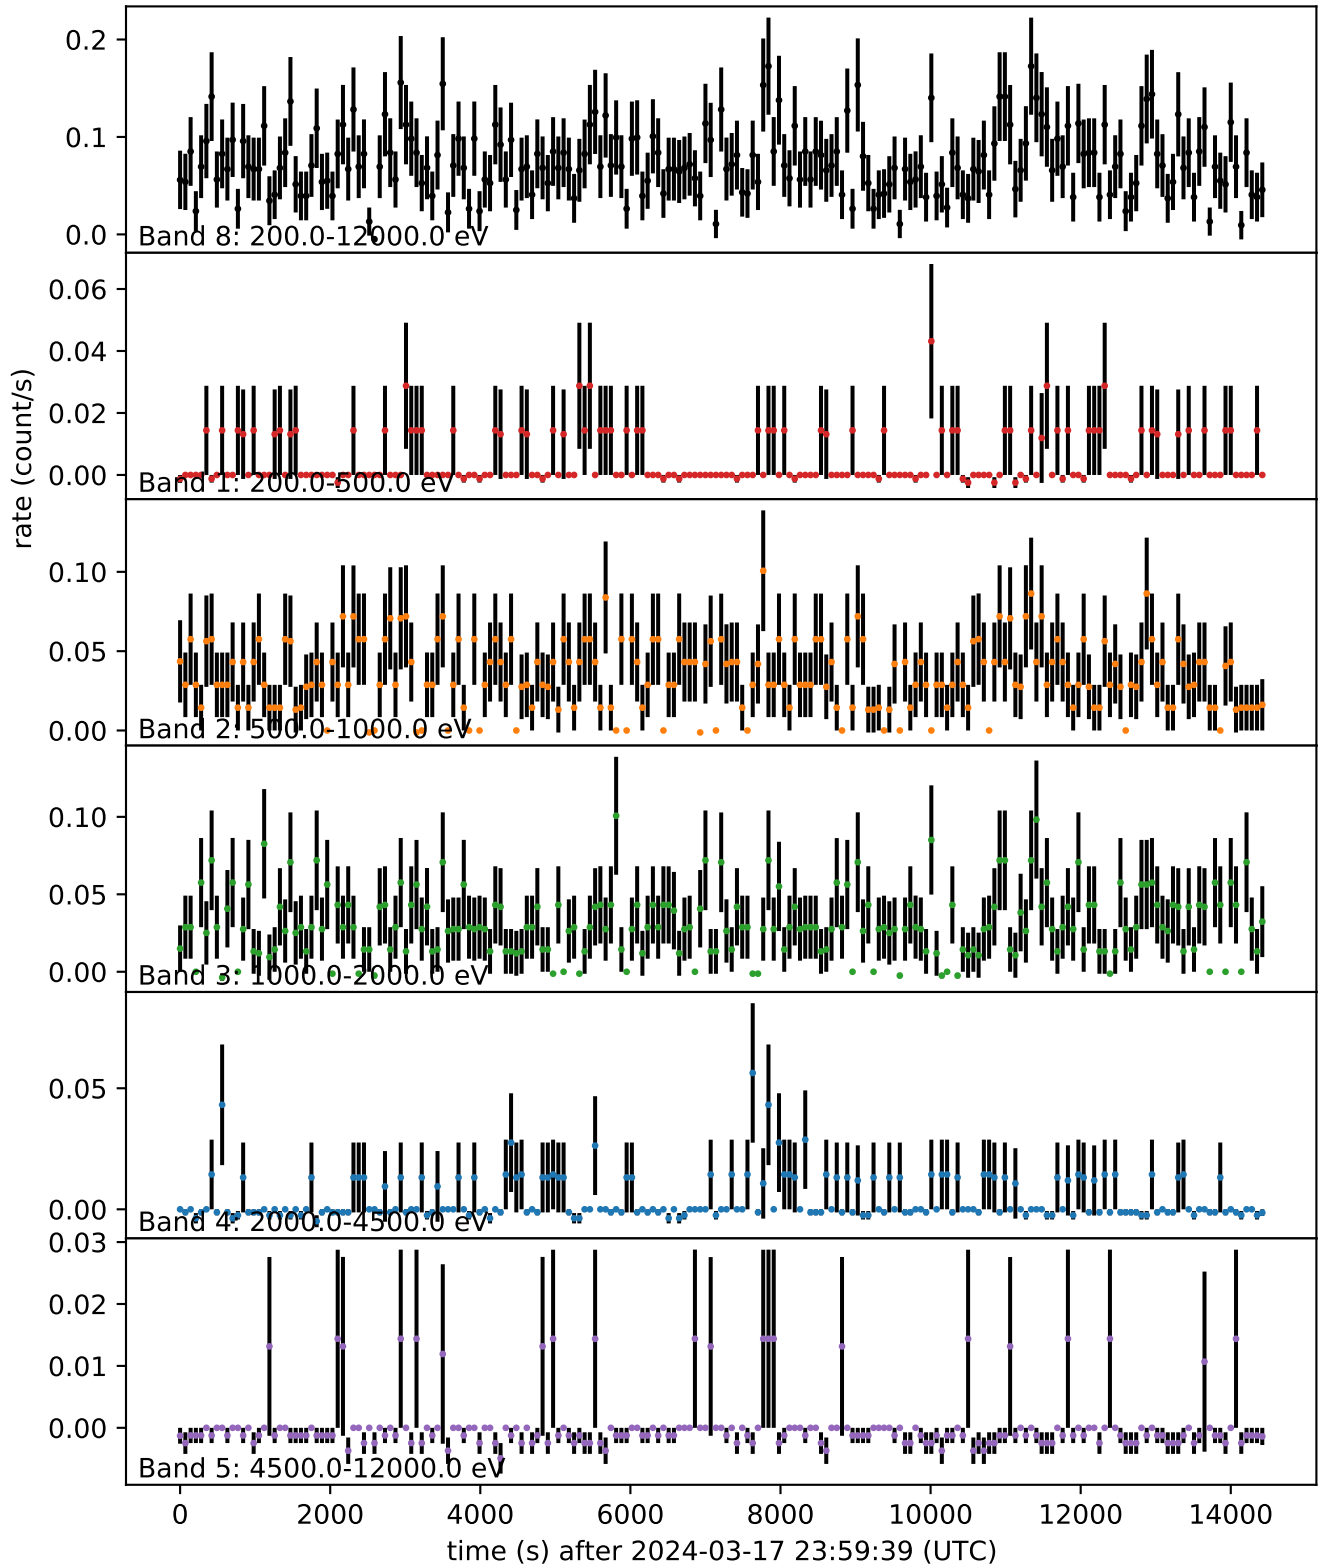 0.2
0.1
0.0
Band 8: 200.0-12000.0 eV
0.06
0.04
0.02
0.00
Band 1: 200.0-500.0 eV
rate (count/s)
0.10
0.05
0.00
Band 2: 500.0-1000.0 eV
0.10
0.05
0.00
Band 3: 1000.0-2000.0 eV
0.05
0.00
Band 4: 2000.0-4500.0 eV
0.03
0.02
0.01
0.00
Band 5: 4500.0-12000.0 eV
0 2000 4000 6000 8000 10000 12000 14000
time (s) after 2024-03-17 23:59:39 (UTC)